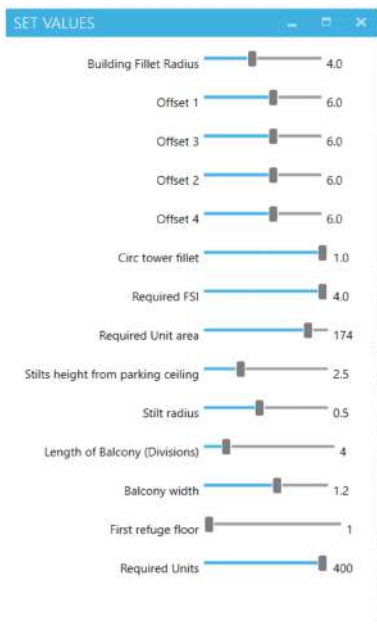 SET VALUES
Building Fillet Radius 4.0
Offset 1 6.0
Offset 3 6.0
Offset 2 6.0
Offset 4 6.0
Circ tower fillet 1.0
Required FSI 4.0
Required Unit area 174
Stilts height from parking ceiling 2.5
Stilt radius 0.5
Length of Balcony (Divisions) 4
Balcony width 1.2
First refuge floor 1
Required Units 400